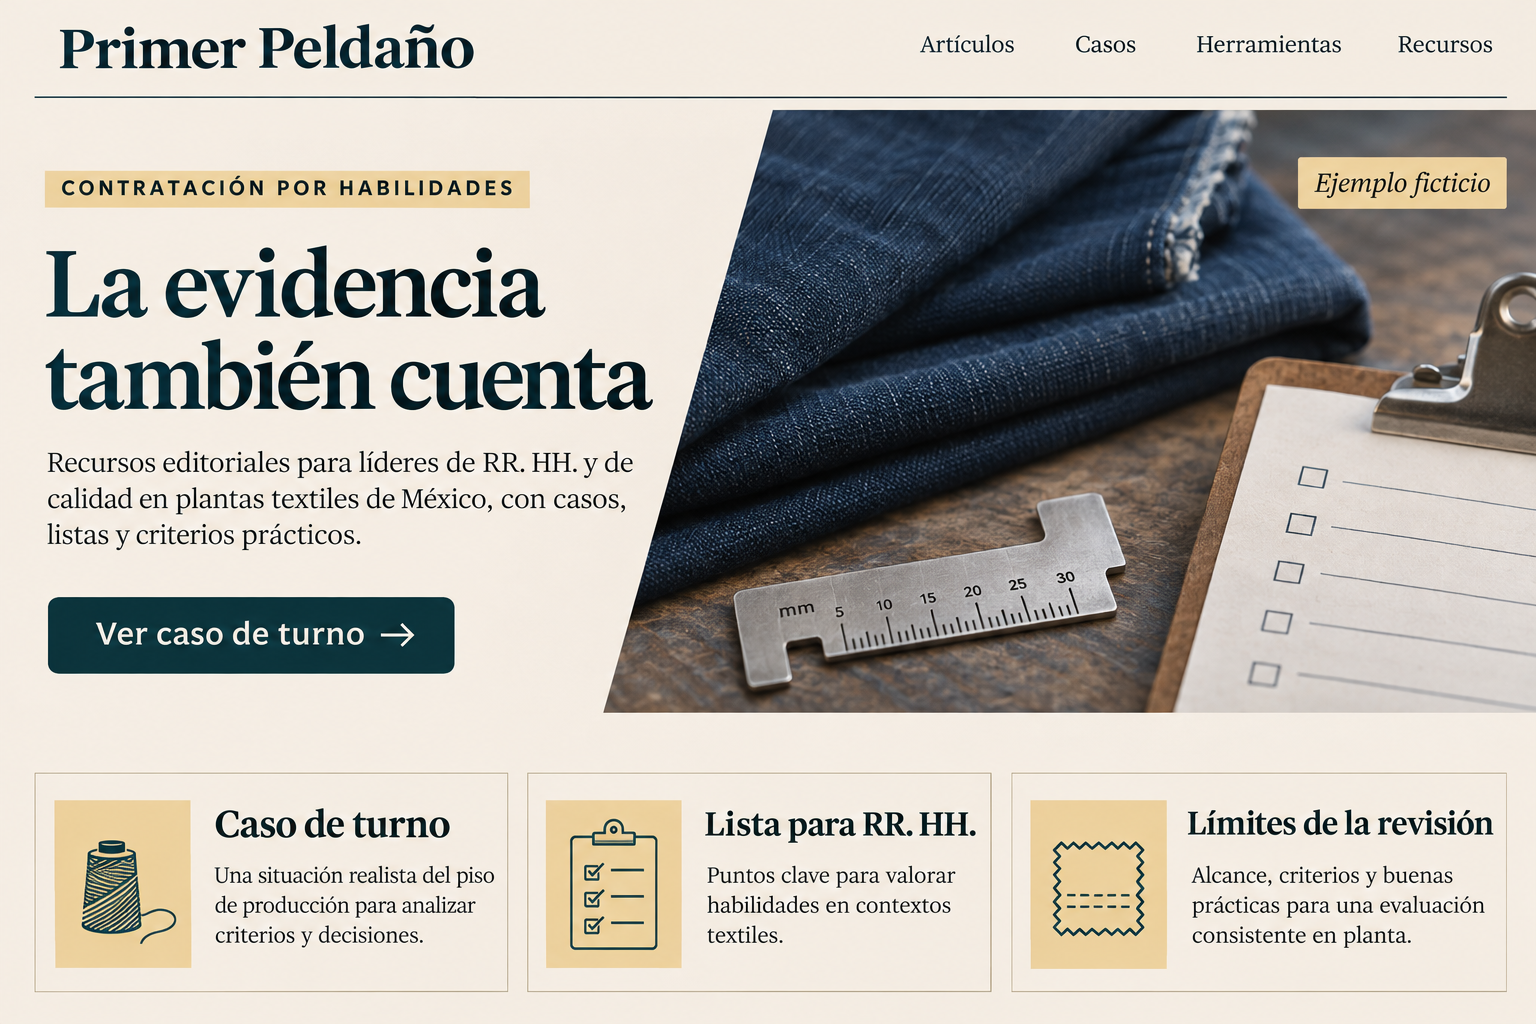 Primer Peldaño
Artículos
Casos
Herramientas
Recursos
CONTRATACIÓN POR HABILIDADES
Ejemplo ficticio
La evidencia
también cuenta
Recursos editoriales para líderes de RR. HH. y de
calidad en plantas textiles de México, con casos,
listas y criterios prácticos.
Ver caso de turno →
mm 5 10 15 20 25 30
Caso de turno
Una situación realista del piso
de producción para analizar
criterios y decisiones.
Lista para RR. HH.
Puntos clave para valorar
habilidades en contextos
textiles.
Límites de la revisión
Alcance, criterios y buenas
prácticas para una evaluación
consistente en planta.